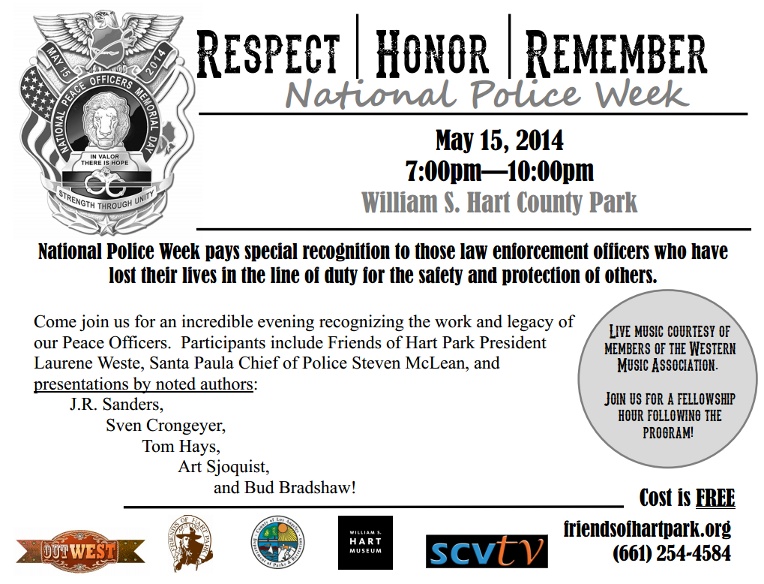 MAY 15 2014
NATIONAL PEACE OFFICERS MEMORIAL DAY
IN VALOR
THERE IS HOPE
STRENGTH THROUGH UNITY
RESPECT | HONOR | REMEMBER
National Police Week
May 15, 2014
7:00pm—10:00pm
William S. Hart County Park
National Police Week pays special recognition to those law enforcement officers who have
lost their lives in the line of duty for the safety and protection of others.
Come join us for an incredible evening recognizing the work and legacy of
our Peace Officers.  Participants include Friends of Hart Park President
Laurene Weste, Santa Paula Chief of Police Steven McLean, and
presentations by noted authors:
J.R. Sanders,
Sven Crongeyer,
Tom Hays,
Art Sjoquist,
and Bud Bradshaw!
LIVE MUSIC COURTESY OF
MEMBERS OF THE WESTERN
MUSIC ASSOCIATION.
JOIN US FOR A FELLOWSHIP
HOUR FOLLOWING THE
PROGRAM!
Cost is FREE
friendsofhartpark.org
(661) 254-4584
OUTWEST
WILLIAM S.
HART
MUSEUM
SCVTV